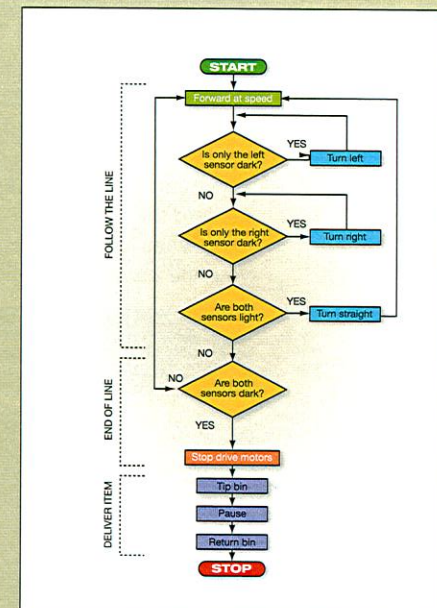 START
Forward at speed
Is only the left
sensor dark?
YES
Turn left
NO
Is only the right
sensor dark?
YES
Turn right
NO
Are both
sensors light?
YES
Turn straight
NO
FOLLOW THE LINE
NO
Are both
sensors dark?
YES
Stop drive motors
END OF LINE
Tip bin
Pause
Return bin
DELIVER ITEM
STOP